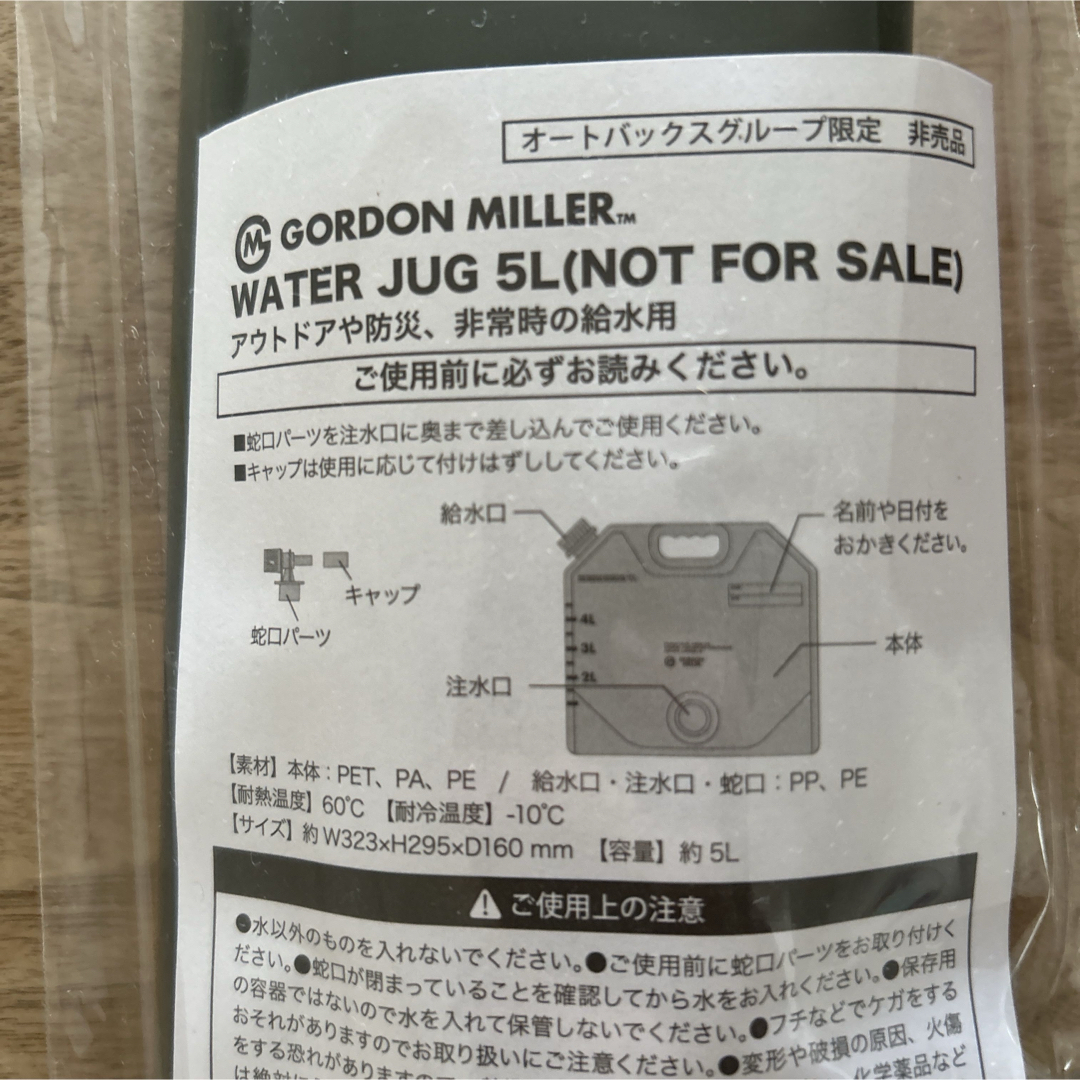 オートバックスグループ限定 非売品
GORDON MILLER™
WATER JUG 5L(NOT FOR SALE)
アウトドアや防災、非常時の給水用
ご使用前に必ずお読みください。
■蛇口パーツを注水口に奥まで差し込んでご使用ください。
■キャップは使用に応じて付けはずししてください。
給水口
名前や日付を
おかきください。
キャップ
蛇口パーツ
4L
3L
2L
本体
注水口
【素材】本体：PET、PA、PE / 給水口・注水口・蛇口：PP、PE
【耐熱温度】60℃ 【耐冷温度】-10℃
【サイズ】約W323×H295×D160 mm 【容量】約5L
ご使用上の注意
●水以外のものを入れないでください。●ご使用前に蛇口パーツをお取り付けく
ださい。●蛇口が閉まっていることを確認してから水をお入れください。●保存用
の容器ではないので水を入れて保管しないでください。●フチなどでケガをする
おそれがありますのでお取り扱いにご注意ください。●変形や破損の原因、火傷
をする恐れがありますので
化学薬品など
は絶対に